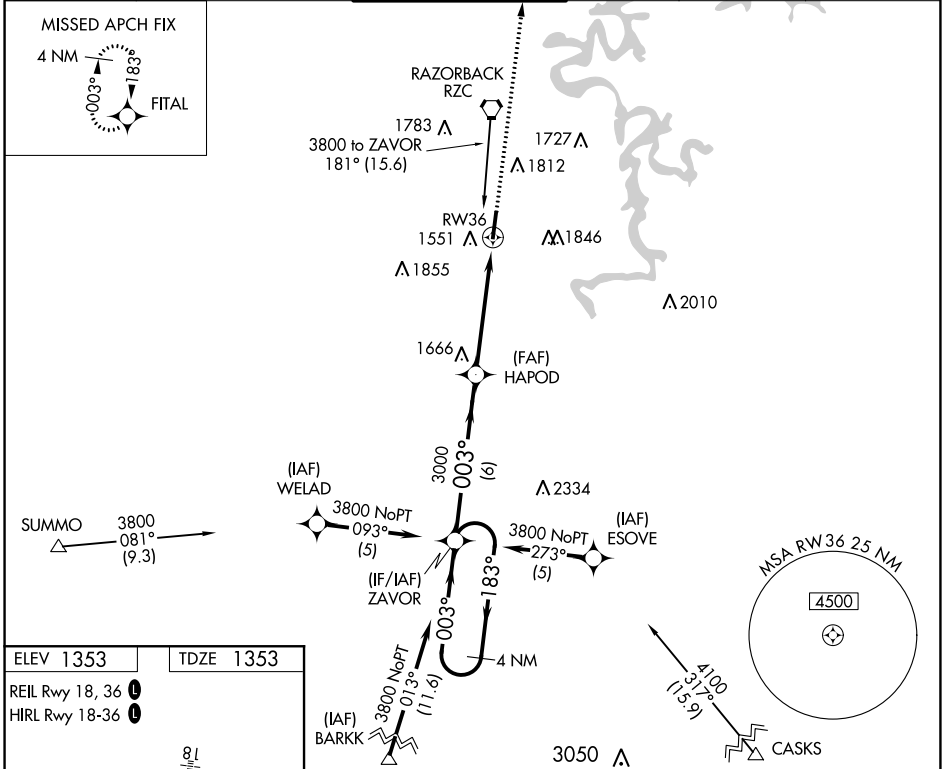 MISSED APCH FIX
4 NM
003°
183°
FITAL
RAZORBACK
RZC
1783
3800 to ZAVOR
181° (15.6)
1727
1812
RW36
1551
1846
1855
2010
1666
(FAF)
HAPOD
3000
003°
(6)
2334
(IAF)
WELAD
3800 NoPT
093°
(5)
SUMMO
3800
081°
(9.3)
3800 NoPT
273°
(5)
(IAF)
ESOVE
(IF/IAF)
ZAVOR
003°
183°
4 NM
MSA RW36 25 NM
4500
3800 NoPT
013°
(11.6)
(IAF)
BARKK
4100
317°
(15.9)
CASKS
3050
ELEV 1353
TDZE 1353
REIL Rwy 18, 36 L
HIRL Rwy 18-36 L
18